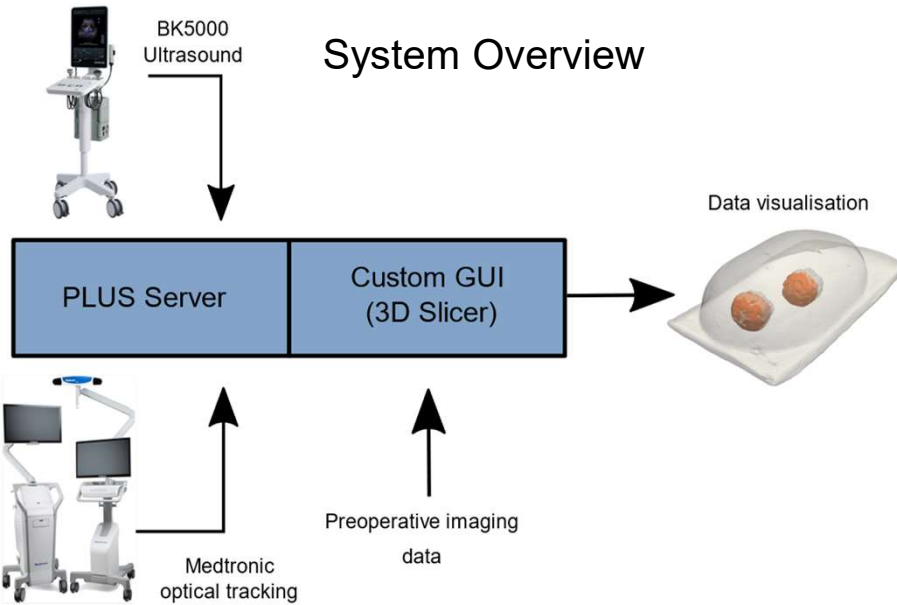 System Overview
BK5000
Ultrasound
PLUS Server
Custom GUI
(3D Slicer)
Data visualisation
Medtronic
optical tracking
Preoperative imaging
data